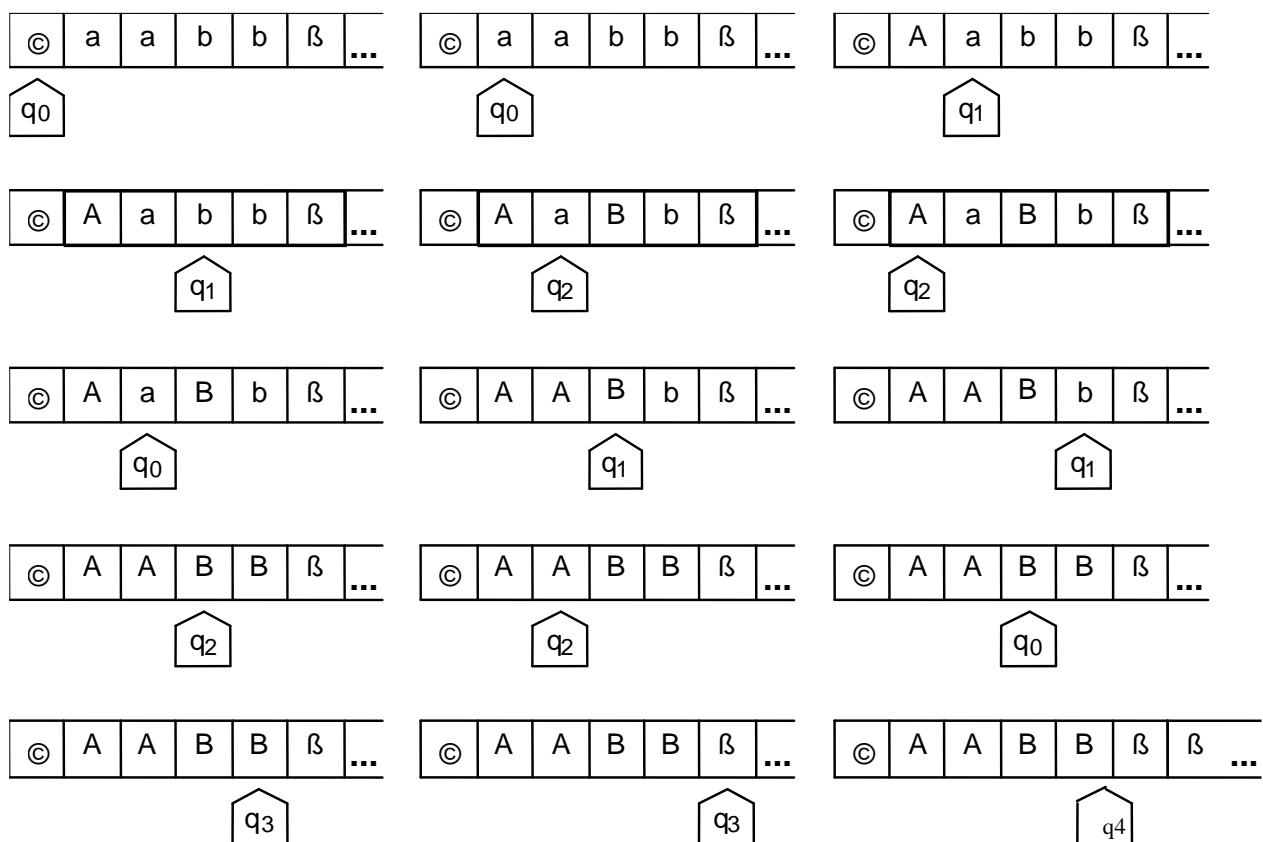 © a a b b ß ... © a a b b ß ... © A a b b ß ...
q0 q0 q1
© A a b b ß ... © A a B b ß ... © A a B b ß ...
q1 q2 q2
© A a B b ß ... © A A B b ß ... © A A B b ß ...
q0 q1 q1
© A A B B ß ... © A A B B ß ... © A A B B ß ...
q2 q2 q0
© A A B B ß ... © A A B B ß ... © A A B B ß ß ...
q3 q3 q4